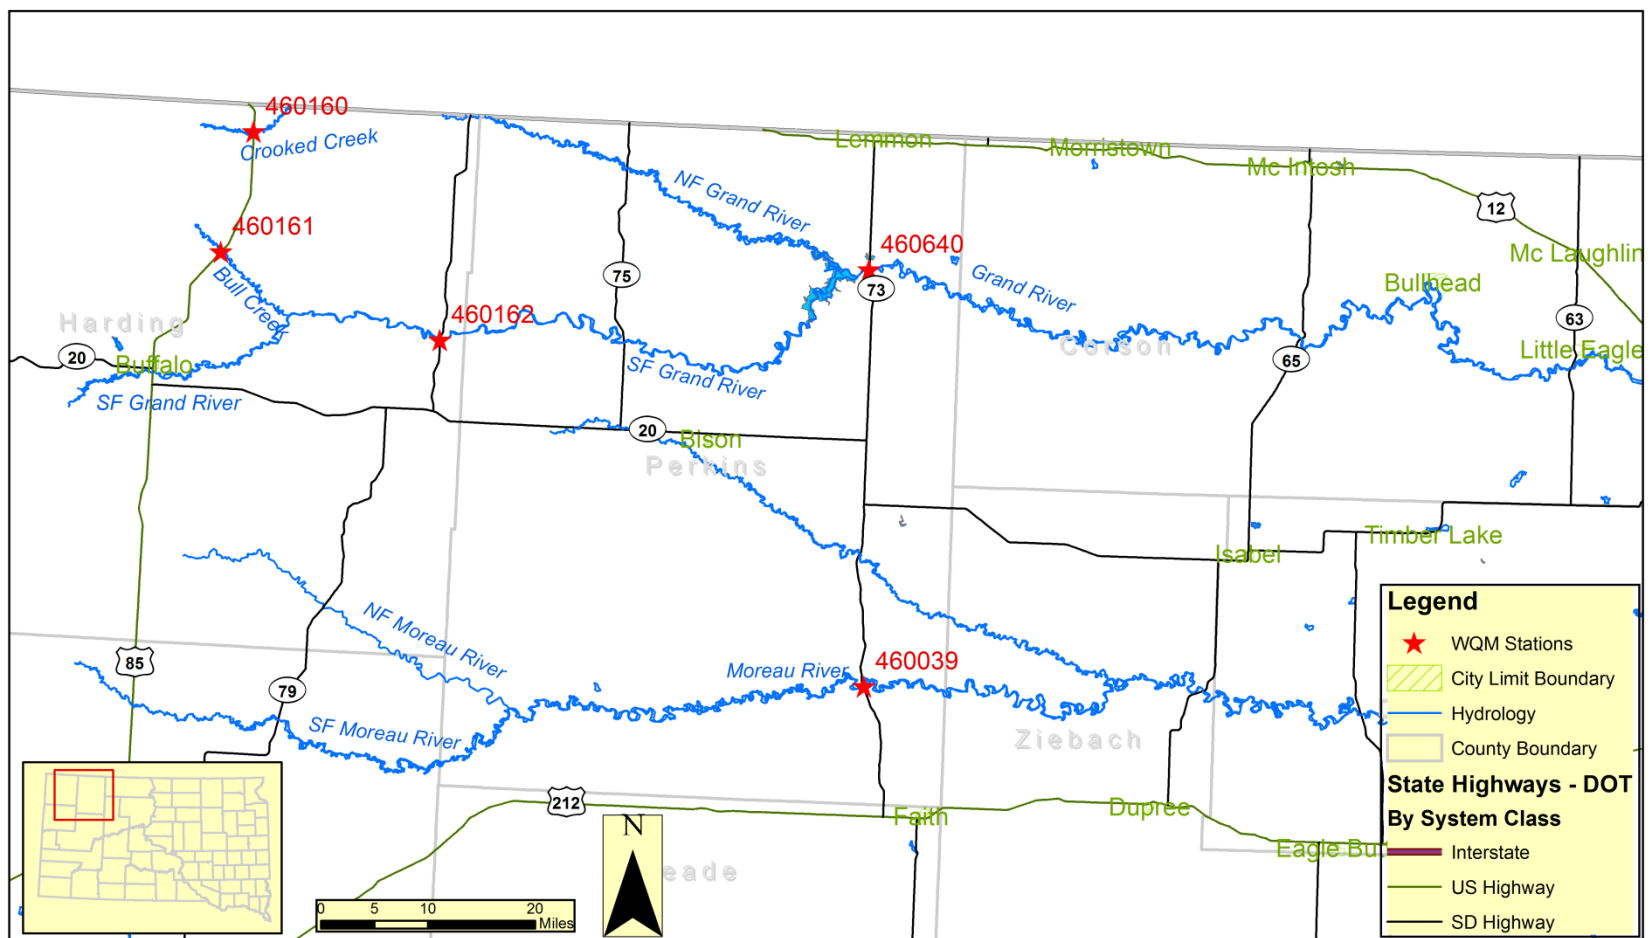 460160
Crooked Creek
Lemmon
Morristown
Mc Intosh
NF Grand River
12
460161
460640
Mc Laughlin
Bull Creek
75
73
Grand River
Bullhead
Harding
460162
63
Corson
20
Buffalo
65
Little Eagle
SF Grand River
SF Grand River
20
Bison
Perkins
Isabel
Timber Lake
NF Moreau River
85
79
Moreau River
460039
SF Moreau River
Ziebach
212
Faith
Dupree
Eagle Bu
eade
N
0 5 10 20
Miles
Legend
WQM Stations
City Limit Boundary
Hydrology
County Boundary
State Highways - DOT
By System Class
Interstate
US Highway
SD Highway